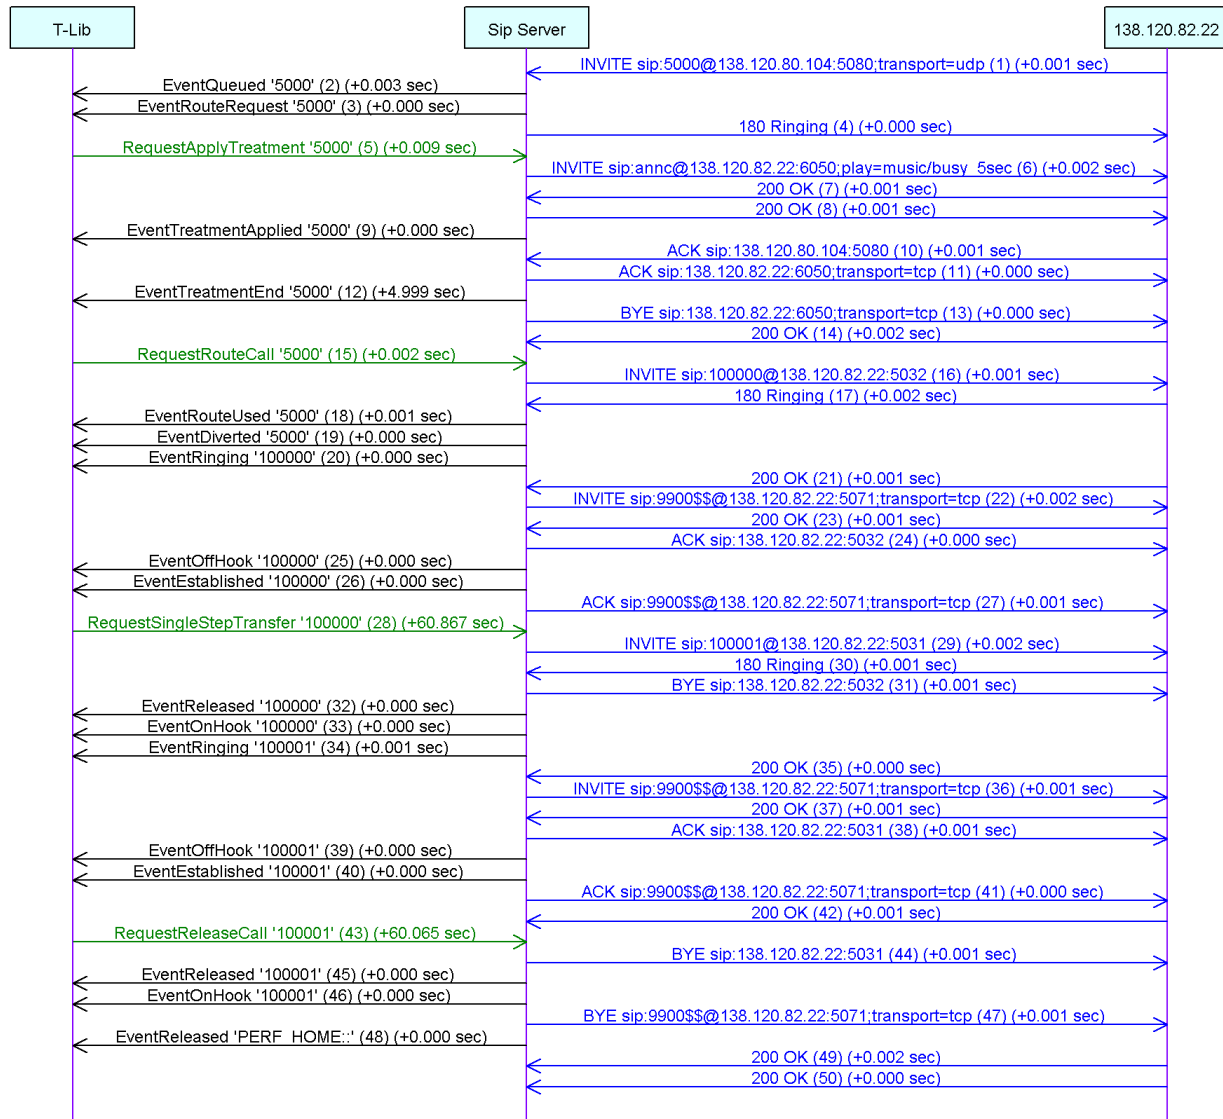 T-Lib
Sip Server
138.120.82.22
INVITE sip:5000@138.120.80.104:5080;transport=udp (1) (+0.001 sec)
EventQueued '5000' (2) (+0.003 sec)
EventRouteRequest '5000' (3) (+0.000 sec)
180 Ringing (4) (+0.000 sec)
RequestApplyTreatment '5000' (5) (+0.009 sec)
INVITE sip:annc@138.120.82.22:6050;play=music/busy_5sec (6) (+0.002 sec)
200 OK (7) (+0.001 sec)
200 OK (8) (+0.001 sec)
EventTreatmentApplied '5000' (9) (+0.000 sec)
ACK sip:138.120.80.104:5080 (10) (+0.001 sec)
ACK sip:138.120.82.22:6050;transport=tcp (11) (+0.000 sec)
EventTreatmentEnd '5000' (12) (+4.999 sec)
BYE sip:138.120.82.22:6050;transport=tcp (13) (+0.000 sec)
200 OK (14) (+0.002 sec)
RequestRouteCall '5000' (15) (+0.002 sec)
INVITE sip:100000@138.120.82.22:5032 (16) (+0.001 sec)
180 Ringing (17) (+0.002 sec)
EventRouteUsed '5000' (18) (+0.001 sec)
EventDiverted '5000' (19) (+0.000 sec)
EventRinging '100000' (20) (+0.000 sec)
200 OK (21) (+0.001 sec)
INVITE sip:9900$$@138.120.82.22:5071;transport=tcp (22) (+0.002 sec)
200 OK (23) (+0.001 sec)
ACK sip:138.120.82.22:5032 (24) (+0.000 sec)
EventOffHook '100000' (25) (+0.000 sec)
EventEstablished '100000' (26) (+0.000 sec)
ACK sip:9900$$@138.120.82.22:5071;transport=tcp (27) (+0.001 sec)
RequestSingleStepTransfer '100000' (28) (+60.867 sec)
INVITE sip:100001@138.120.82.22:5031 (29) (+0.002 sec)
180 Ringing (30) (+0.001 sec)
BYE sip:138.120.82.22:5032 (31) (+0.001 sec)
EventReleased '100000' (32) (+0.000 sec)
EventOnHook '100000' (33) (+0.000 sec)
EventRinging '100001' (34) (+0.001 sec)
200 OK (35) (+0.000 sec)
INVITE sip:9900$$@138.120.82.22:5071;transport=tcp (36) (+0.001 sec)
200 OK (37) (+0.001 sec)
ACK sip:138.120.82.22:5031 (38) (+0.001 sec)
EventOffHook '100001' (39) (+0.000 sec)
EventEstablished '100001' (40) (+0.000 sec)
ACK sip:9900$$@138.120.82.22:5071;transport=tcp (41) (+0.000 sec)
200 OK (42) (+0.001 sec)
RequestReleaseCall '100001' (43) (+60.065 sec)
BYE sip:138.120.82.22:5031 (44) (+0.001 sec)
EventReleased '100001' (45) (+0.000 sec)
EventOnHook '100001' (46) (+0.000 sec)
BYE sip:9900$$@138.120.82.22:5071;transport=tcp (47) (+0.001 sec)
EventReleased 'PERF_HOME::' (48) (+0.000 sec)
200 OK (49) (+0.002 sec)
200 OK (50) (+0.000 sec)